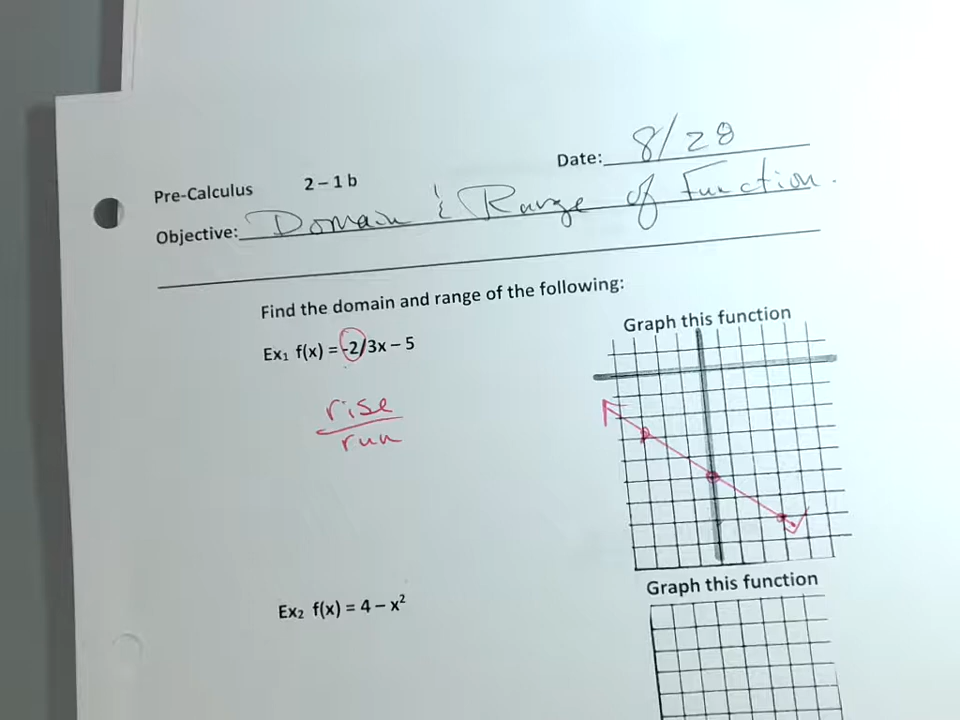 Pre-Calculus 2 – 1 b Date: 8/28
Objective: Domain & Range of Function.
Find the domain and range of the following:
Graph this function
Ex₁ f(x) = -2/3x – 5
rise
run
Graph this function
Ex₂ f(x) = 4 – x²